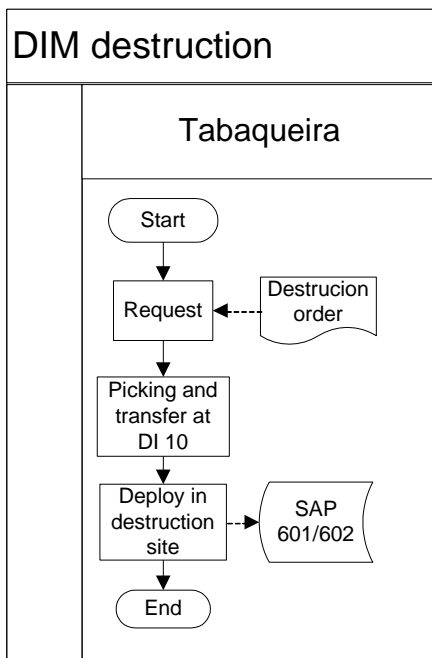 DIM destruction
Tabaqueira
Start
Request
Destrucion
order
Picking and
transfer at
DI 10
Deploy in
destruction
site
SAP
601/602
End